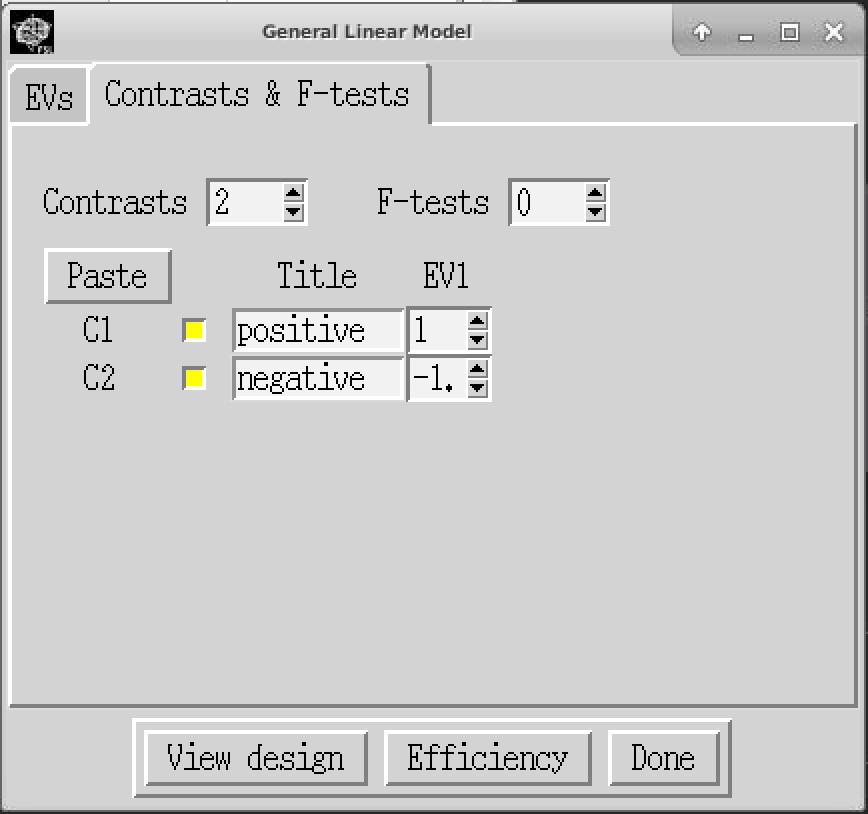 General Linear Model
EVs Contrasts & F-tests
Contrasts 2 F-tests 0
Paste Title EV1
C1 positive 1
C2 negative -1.
View design Efficiency Done